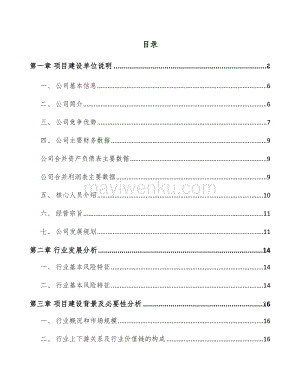 目录
第一章 项目建设单位说明 6
一、 公司基本信息 6
二、 公司简介 6
三、 公司竞争优势 7
四、 公司主要财务数据 9
公司合并资产负债表主要数据 9
公司合并利润表主要数据 9
mayiwenku.com
五、 核心人员介绍 10
六、 经营宗旨 11
七、 公司发展规划 11
第二章 行业发展分析 14
一、 行业基本风险特征 14
二、 行业基本风险特征 14
第三章 项目建设背景及必要性分析 16
一、 行业概况和市场规模 16
二、 行业上下游关系及行业价值链的构成 16